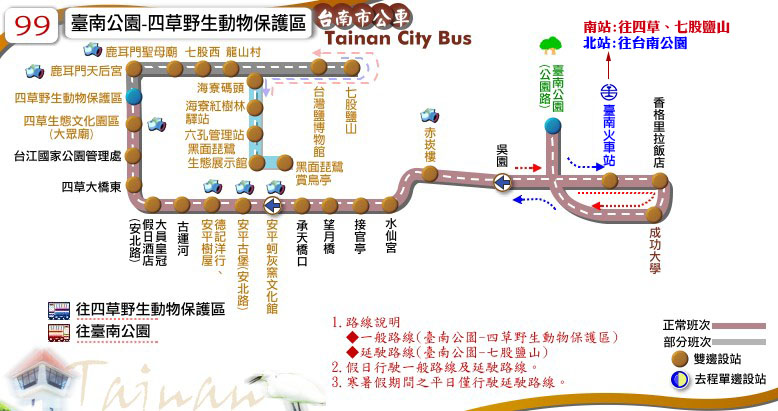 99 臺南公園-四草野生動物保護區
台南市公車
Tainan City Bus
南站:往四草、七股鹽山
北站:往台南公園
鹿耳門聖母廟
七股西
龍山村
鹿耳門天后宮
四草野生動物保護區
四草生態文化園區
(大眾廟)
台江國家公園管理處
四草大橋東
海寮碼頭
海寮紅樹林
驛站
六孔管理站
黑面琵鷺
生態展示館
黑面琵鷺
賞鳥亭
台灣鹽博物館
七股鹽山
大員皇冠
假日酒店
(安北路)
古運河
德記洋行、
安平樹屋
安平古堡(安北路)
安平蚵灰窯文化館
承天橋口
望月橋
接官亭
水仙宮
赤崁樓
吳園
臺南公園
(公園路)
臺南火車站
香格里拉飯店
成功大學
往四草野生動物保護區
往臺南公園
1.路線說明
◆一般路線(臺南公園-四草野生動物保護區)
◆延駛路線(臺南公園-七股鹽山)
2.假日行駛一般路線及延駛路線。
3.寒暑假期間之平日僅行駛延駛路線。
正常班次
部分班次
雙邊設站
去程單邊設站
Tainan